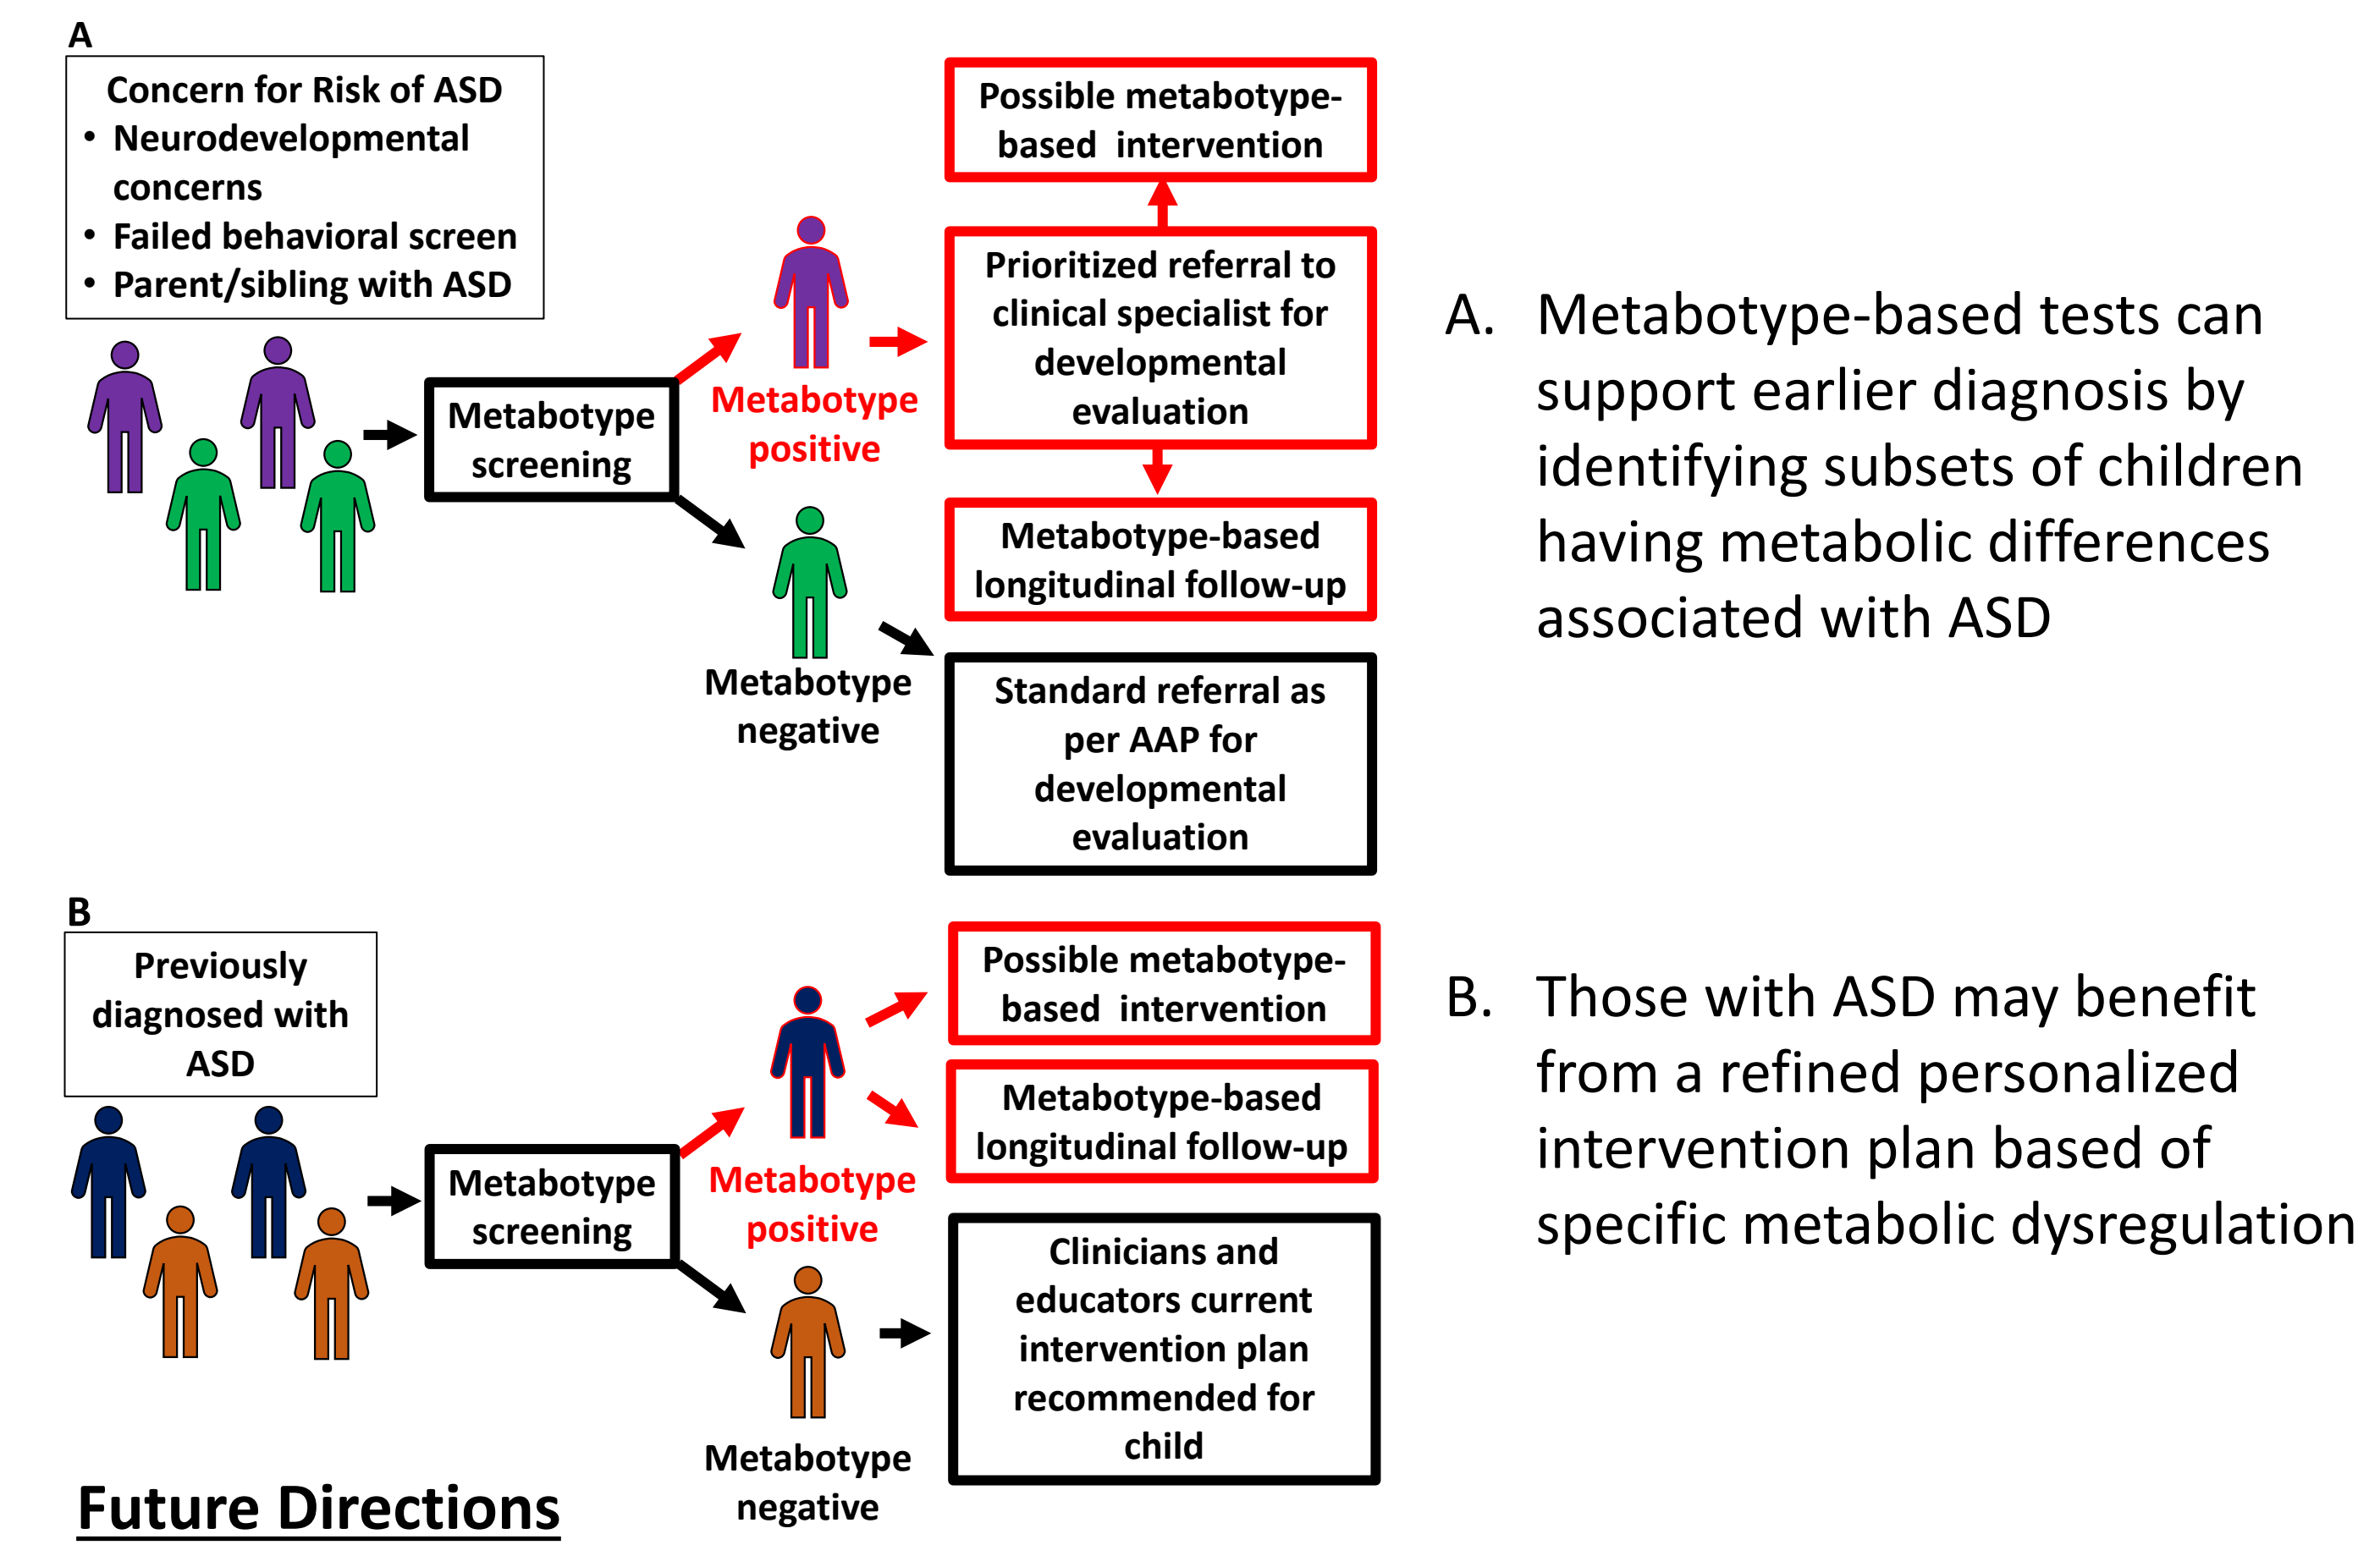 A
Concern for Risk of ASD
• Neurodevelopmental
concerns
• Failed behavioral screen
• Parent/sibling with ASD
Metabotype
screening
Metabotype
positive
Metabotype
negative
Possible metabotype-
based  intervention
Prioritized referral to
clinical specialist for
developmental
evaluation
Metabotype-based
longitudinal follow-up
Standard referral as
per AAP for
developmental
evaluation
A. Metabotype-based tests can
support earlier diagnosis by
identifying subsets of children
having metabolic differences
associated with ASD
B
Previously
diagnosed with
ASD
Metabotype
screening
Metabotype
positive
Metabotype
negative
Possible metabotype-
based  intervention
Metabotype-based
longitudinal follow-up
Clinicians and
educators current
intervention plan
recommended for
child
B. Those with ASD may benefit
from a refined personalized
intervention plan based of
specific metabolic dysregulation
Future Directions